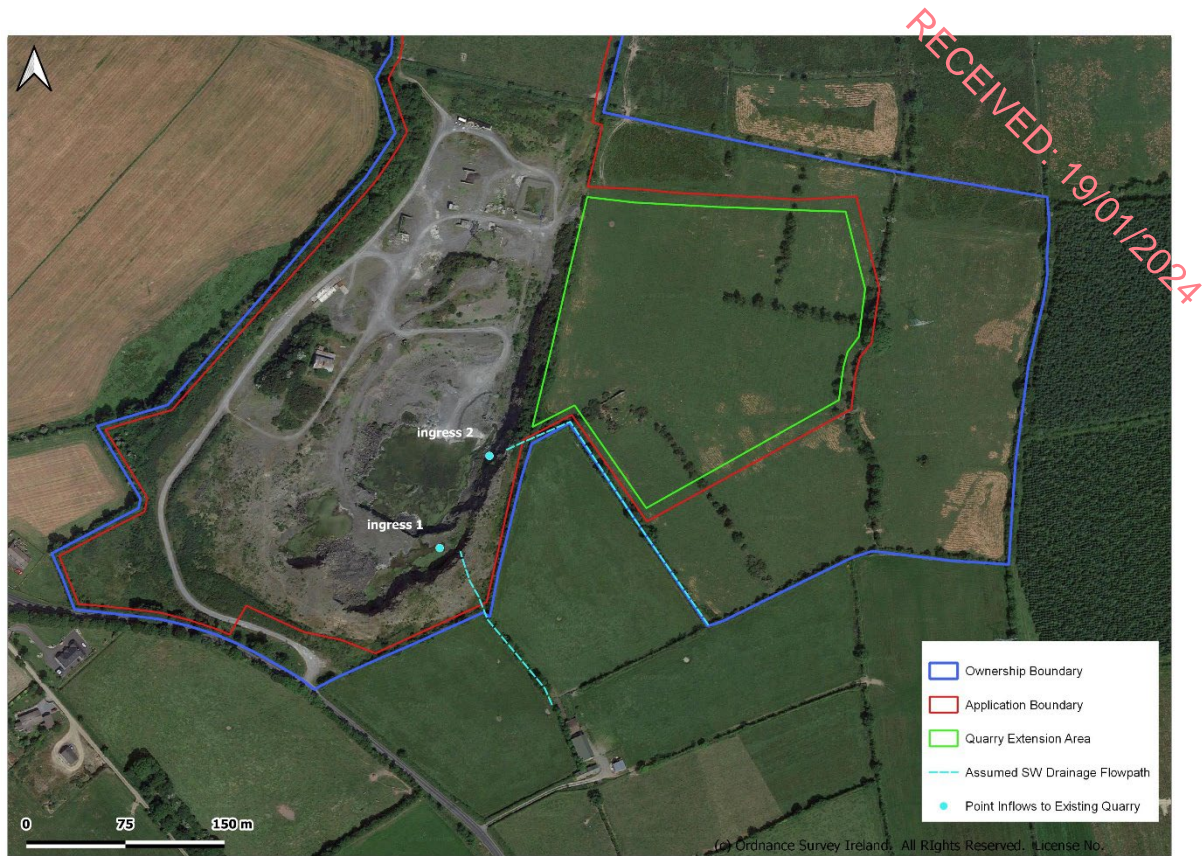 RECEIVED: 19/01/2024
ingress 2
ingress 1
Ownership Boundary
Application Boundary
Quarry Extension Area
Assumed SW Drainage Flowpath
Point Inflows to Existing Quarry
0 75 150 m
(c) Ordnance Survey Ireland. All Rights Reserved. License No.